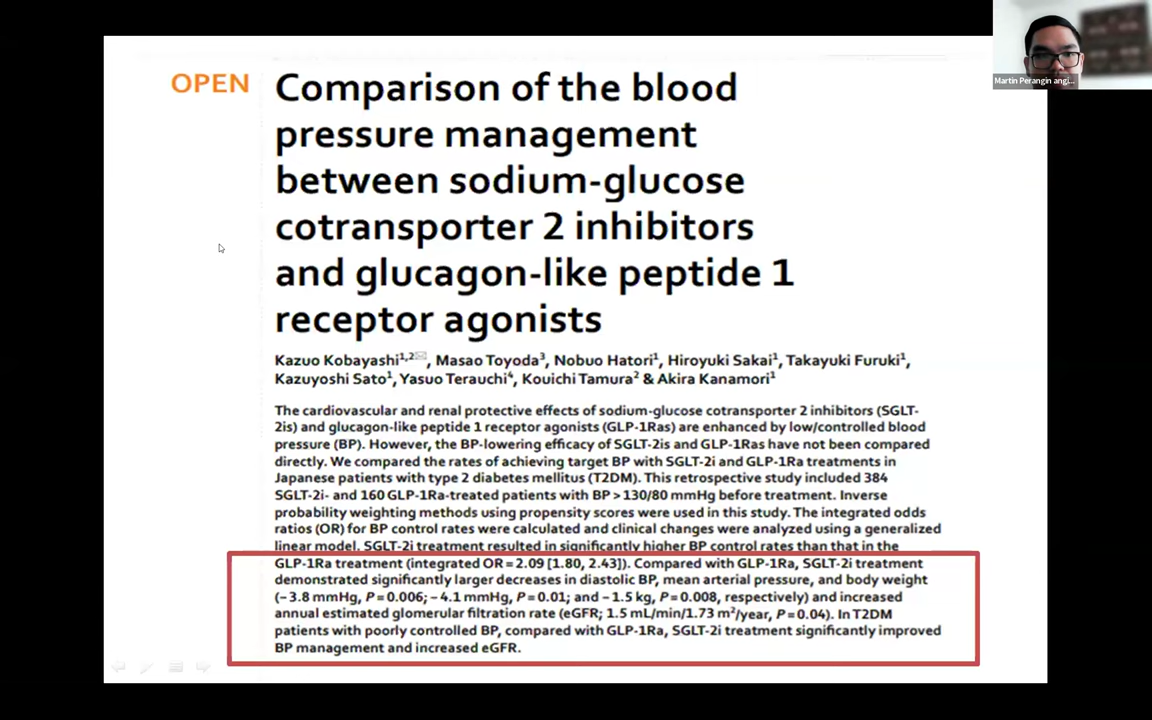 OPEN
Comparison of the blood
pressure management
between sodium-glucose
cotransporter 2 inhibitors
and glucagon-like peptide 1
receptor agonists
Kazuo Kobayashi1,2✉, Masao Toyoda3, Nobuo Hatori1, Hiroyuki Sakai1, Takayuki Furuki1,
Kazuyoshi Sato1, Yasuo Terauchi4, Kouichi Tamura2 & Akira Kanamori1
The cardiovascular and renal protective effects of sodium-glucose cotransporter 2 inhibitors (SGLT-
2is) and glucagon-like peptide 1 receptor agonists (GLP-1Ras) are enhanced by low/controlled blood
pressure (BP). However, the BP-lowering efficacy of SGLT-2is and GLP-1Ras have not been compared
directly. We compared the rates of achieving target BP with SGLT-2i and GLP-1Ra treatments in
Japanese patients with type 2 diabetes mellitus (T2DM). This retrospective study included 384
SGLT-2i- and 160 GLP-1Ra-treated patients with BP > 130/80 mmHg before treatment. Inverse
probability weighting methods using propensity scores were used in this study. The integrated odds
ratios (OR) for BP control rates were calculated and clinical changes were analyzed using a generalized
linear model. SGLT-2i treatment resulted in significantly higher BP control rates than that in the
GLP-1Ra treatment (integrated OR = 2.09 [1.80, 2.43]). Compared with GLP-1Ra, SGLT-2i treatment
demonstrated significantly larger decreases in diastolic BP, mean arterial pressure, and body weight
(− 3.8 mmHg, P = 0.006; − 4.1 mmHg, P = 0.01; and − 1.5 kg, P = 0.008, respectively) and increased
annual estimated glomerular filtration rate (eGFR; 1.5 mL/min/1.73 m2/year, P = 0.04). In T2DM
patients with poorly controlled BP, compared with GLP-1Ra, SGLT-2i treatment significantly improved
BP management and increased eGFR.
Martin Perangin angi...